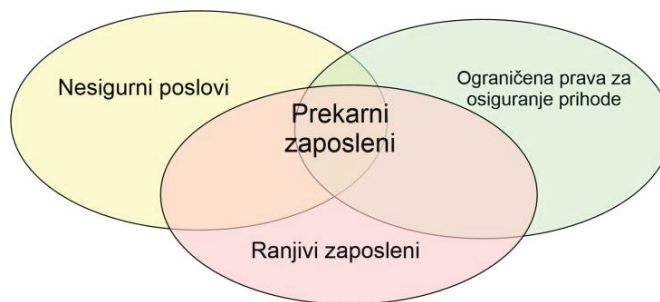 Nesigurni poslovi
Ograničena prava za
osiguranje prihode
Prekarni
zaposleni
Ranjivi zaposleni